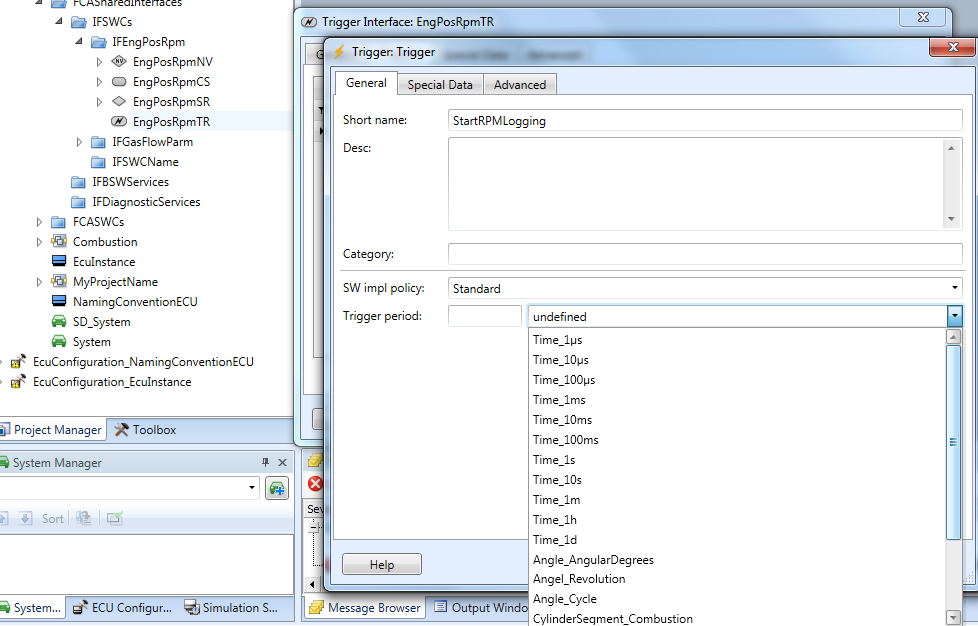 FCASharedInterfaces
IFSWCs
IFEngPosRpm
EngPosRpmNV
EngPosRpmCS
EngPosRpmSR
EngPosRpmTR
IFGasFlowParm
IFSWCName
IFBSWServices
IFDiagnosticServices
FCASWCs
Combustion
EcuInstance
MyProjectName
NamingConventionECU
SD_System
System
EcuConfiguration_NamingConventionECU
EcuConfiguration_EcuInstance
Project Manager
Toolbox
System Manager
Sort
System...
ECU Configur...
Simulation S...
Trigger Interface: EngPosRpmTR
Trigger: Trigger
General
Special Data
Advanced
Short name:
StartRPMLogging
Desc:
Category:
SW impl policy:
Standard
Trigger period:
undefined
Time_1µs
Time_10µs
Time_100µs
Time_1ms
Time_10ms
Time_100ms
Time_1s
Time_10s
Time_1m
Time_1h
Time_1d
Angle_AngularDegrees
Angel_Revolution
Angle_Cycle
CylinderSegment_Combustion
Help
Sev
Message Browser
Output Windo